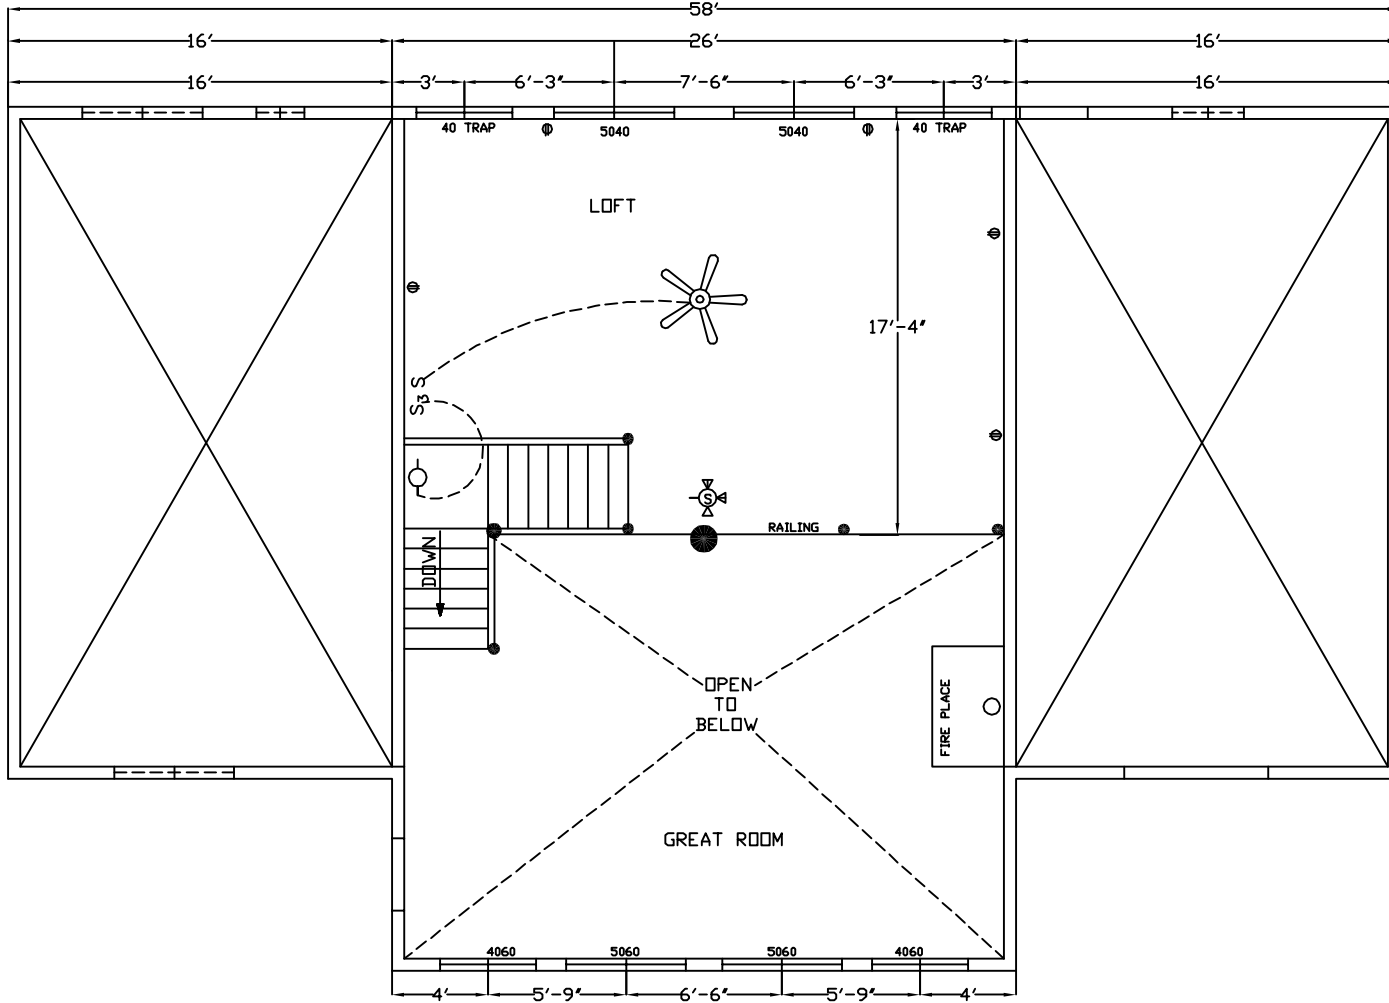 58'
16' 26' 16'
16' 3' 6'-3" 7'-6" 6'-3" 3' 16'
40 TRAP 5040 5040 40 TRAP
LOFT
17'-4"
S
S3
S
RAILING
DOWN
OPEN
TO
BELOW
FIRE PLACE
GREAT ROOM
4060 5060 5060 4060
4' 5'-9" 6'-6" 5'-9" 4'